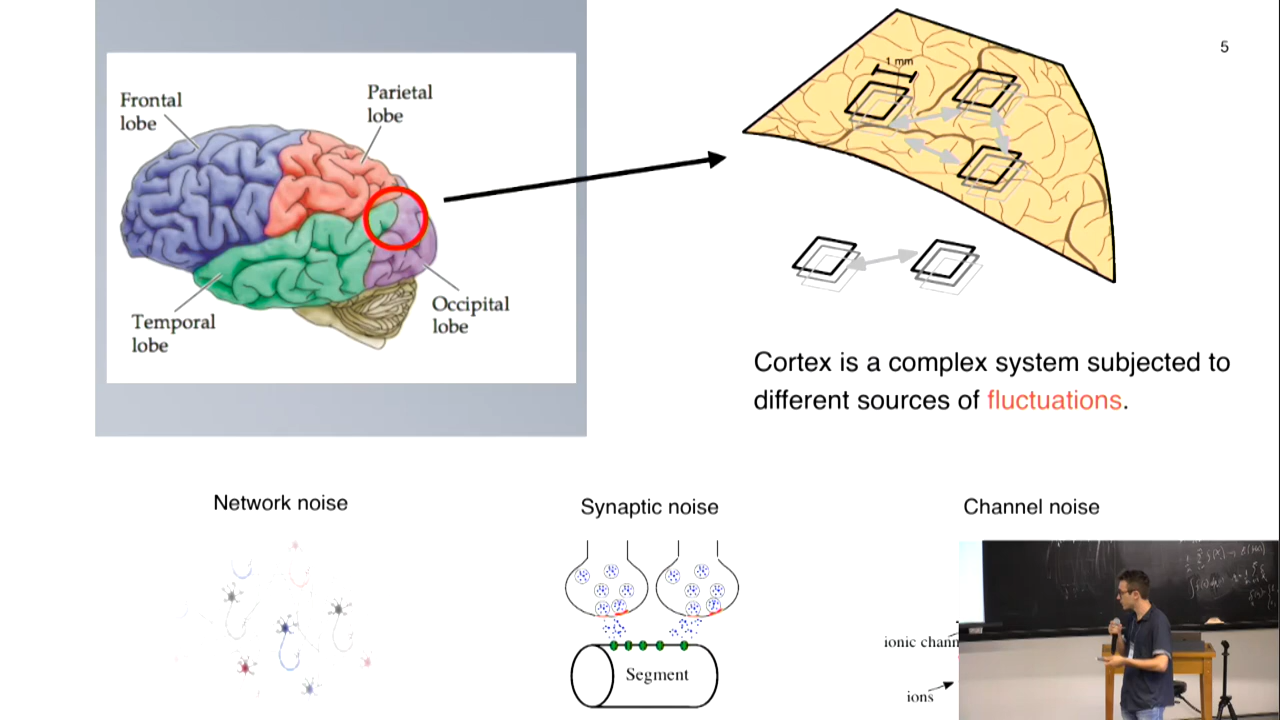 5
Frontal
lobe
Parietal
lobe
Temporal
lobe
Occipital
lobe
1 mm
Cortex is a complex system subjected to
different sources of fluctuations.
Network noise
Synaptic noise
Channel noise
Segment
ionic chann
ions